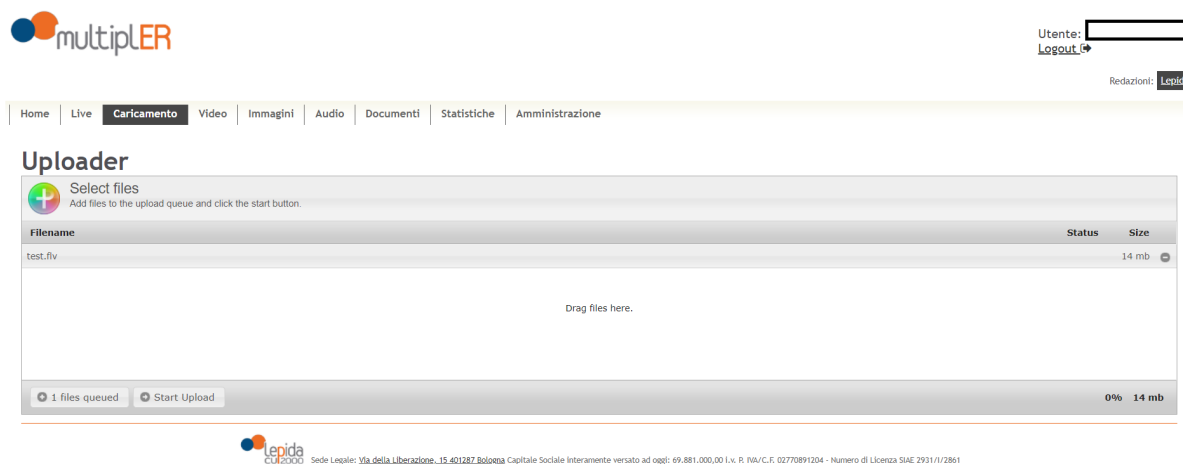 multiplER
Utente:
Logout
Redazioni: Lepid
Home Live Caricamento Video Immagini Audio Documenti Statistiche Amministrazione
Uploader
Select files
Add files to the upload queue and click the start button.
Filename Status Size
test.flv 14 mb
Drag files here.
1 files queued Start Upload 0% 14 mb
Lepida
CUP2000 Sede Legale: Via della Liberazione, 15 401287 Bologna Capitale Sociale interamente versato ad oggi: 69.881.000,00 i.v. P. IVA/C.F. 02770891204 - Numero di Licenza SIAE 2931/I/2861